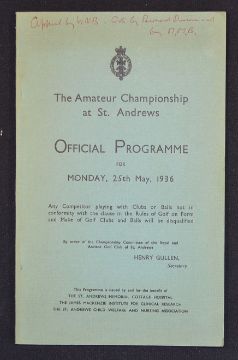 The Amateur Championship
at St. Andrews
OFFICIAL PROGRAMME
FOR
MONDAY, 25th May, 1936
Any Competitor playing with Clubs or Balls not in
conformity with the clause in the Rules of Golf on Form
and Make of Golf Clubs and Balls will be disqualified
By order of the Championship Committee of the Royal and
Ancient Golf Club of St. Andrews
HENRY GULLEN,
Secretary
This Programme is issued by and for the benefit of
THE ST. ANDREWS MEMORIAL COTTAGE HOSPITAL
THE JAMES MACKENZIE INSTITUTE FOR CLINICAL RESEARCH
THE ST. ANDREWS CHILD WELFARE AND NURSING ASSOCIATION